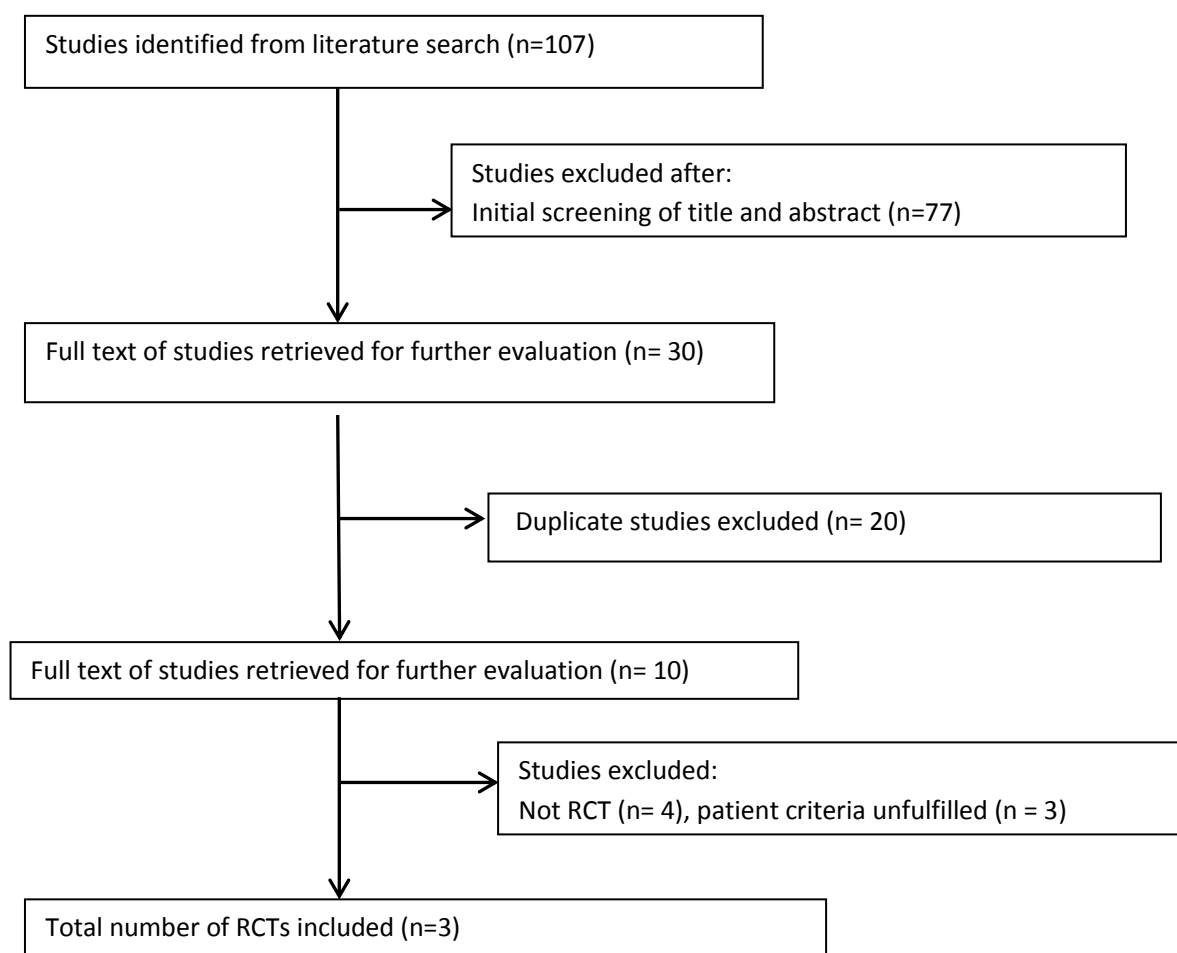 Studies identified from literature search (n=107)
Studies excluded after:
Initial screening of title and abstract (n=77)
Full text of studies retrieved for further evaluation (n= 30)
Duplicate studies excluded (n= 20)
Full text of studies retrieved for further evaluation (n= 10)
Studies excluded:
Not RCT (n= 4), patient criteria unfulfilled (n = 3)
Total number of RCTs included (n=3)